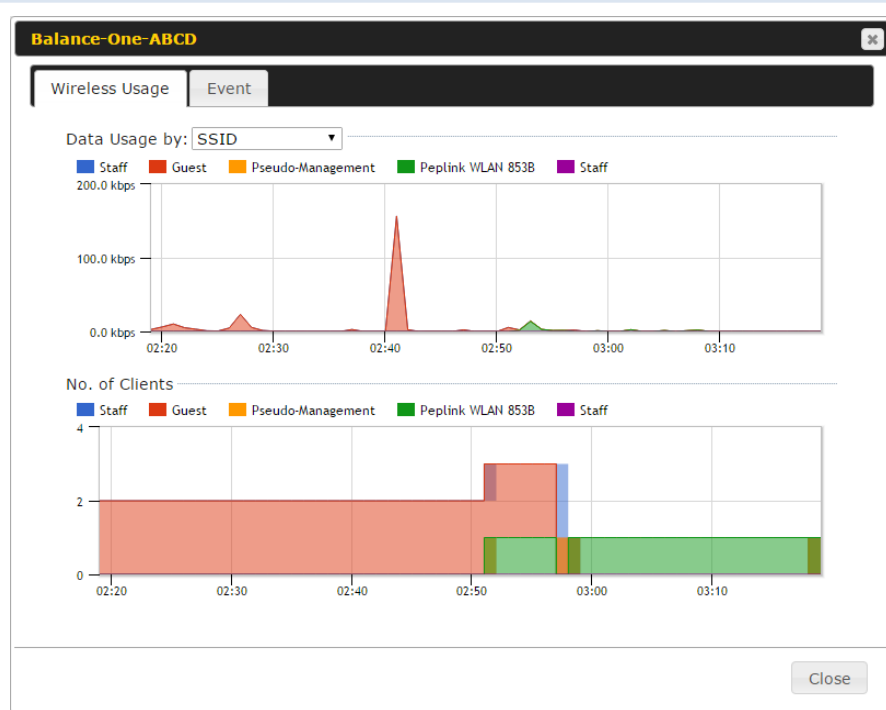 Balance-One-ABCD
Wireless Usage Event
Data Usage by: SSID
Staff Guest Pseudo-Management Peplink WLAN 853B Staff
200.0 kbps
100.0 kbps
0.0 kbps
02:20 02:30 02:40 02:50 03:00 03:10
No. of Clients
Staff Guest Pseudo-Management Peplink WLAN 853B Staff
4
2
0
02:20 02:30 02:40 02:50 03:00 03:10
Close